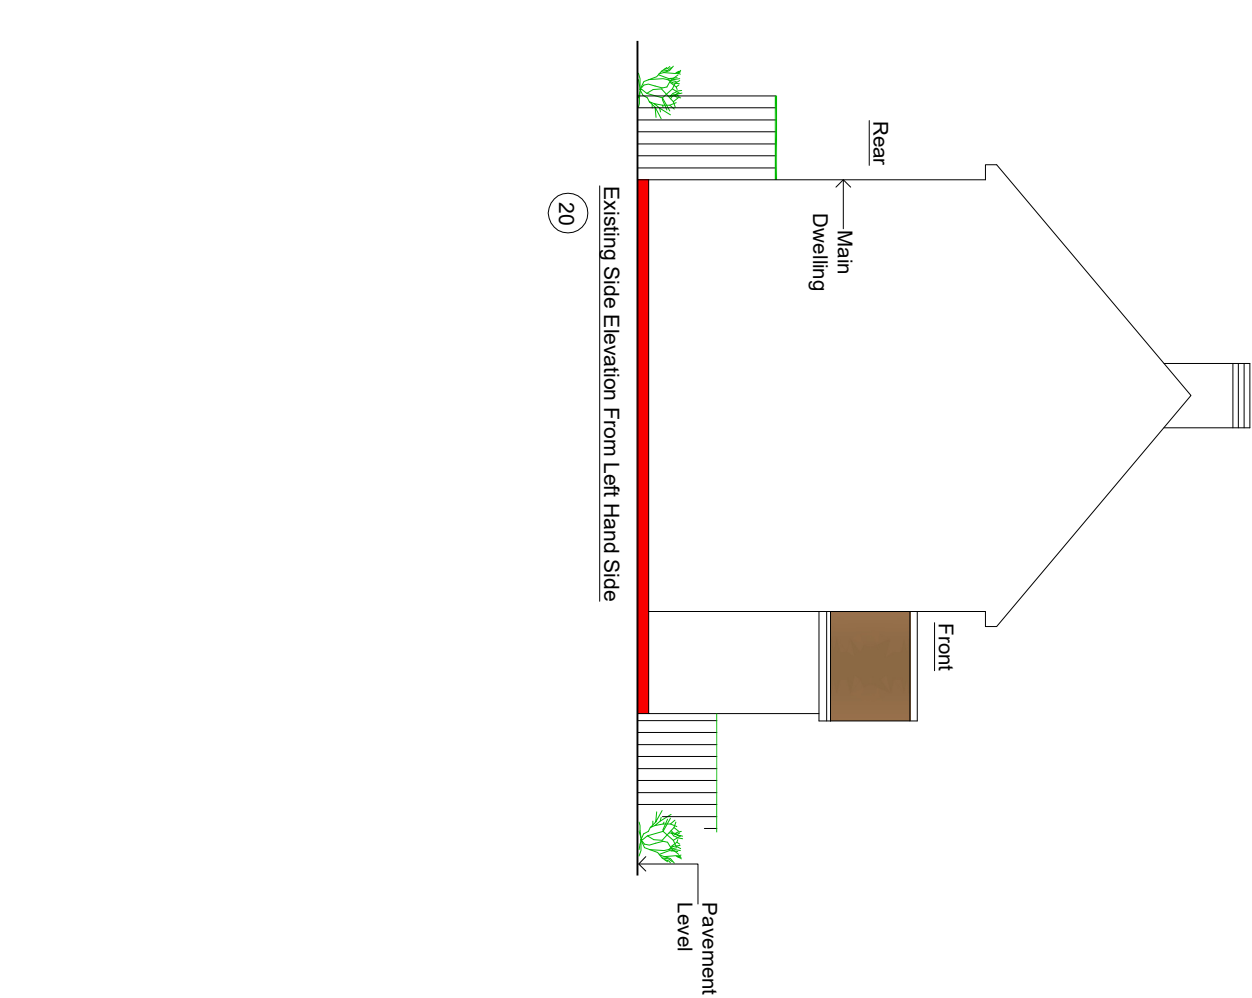 Rear
Front
Main
Dwelling
Pavement
Level
Existing Side Elevation From Left Hand Side
20